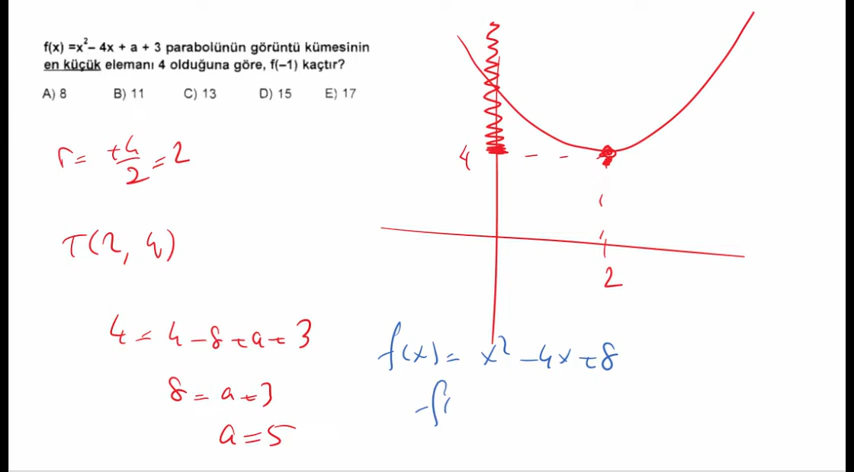 f(x) =x²– 4x + a + 3 parabolünün görüntü kümesinin
en küçük elemanı 4 olduğuna göre, f(–1) kaçtır?
A) 8 B) 11 C) 13 D) 15 E) 17
r = +4/2 = 2
T(2, 4)
4 = 4 - 8 + a + 3
8 = a + 3
a = 5
4
2
f(x) = x² - 4x + 8
-f(